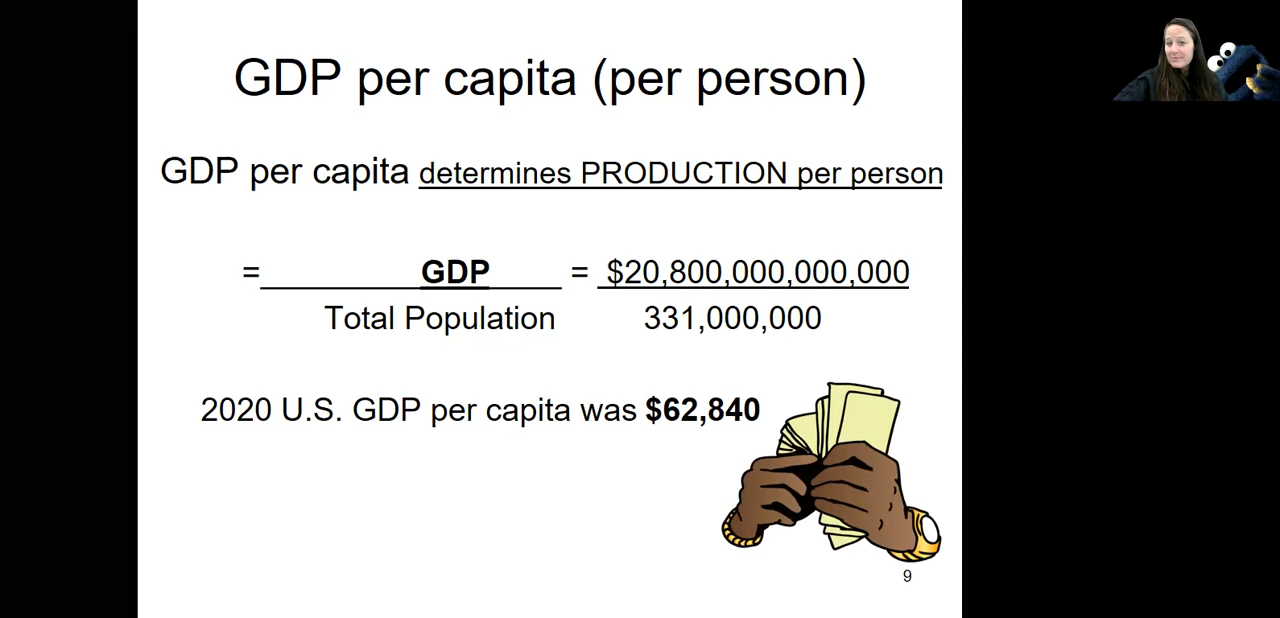 GDP per capita (per person)
GDP per capita determines PRODUCTION per person
= GDP = $20,800,000,000,000
Total Population 331,000,000
2020 U.S. GDP per capita was $62,840
9